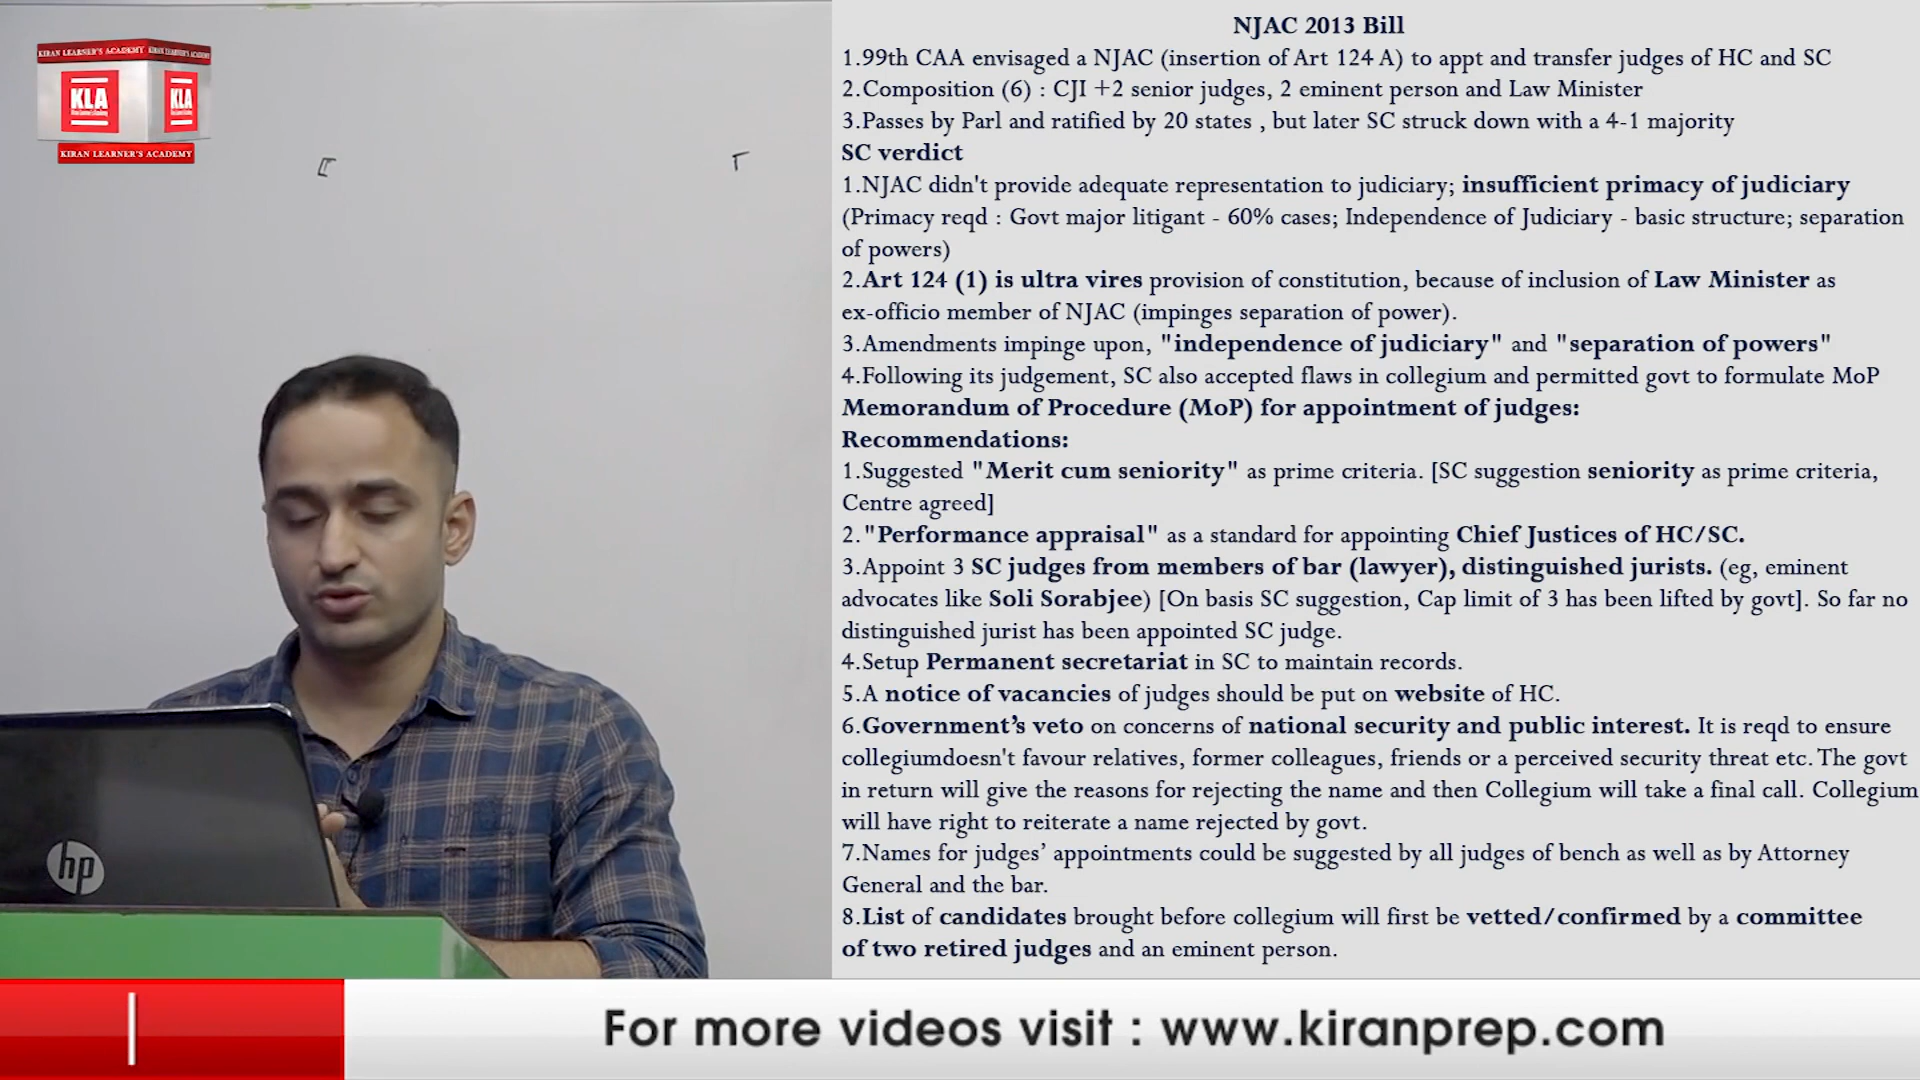 KIRAN LEARNER'S ACADEMY KIRAN LEARNER'S ACADEMY
KLA KLA
KIRAN LEARNER'S ACADEMY
NJAC 2013 Bill
1.99th CAA envisaged a NJAC (insertion of Art 124 A) to appt and transfer judges of HC and SC
2.Composition (6) : CJI +2 senior judges, 2 eminent person and Law Minister
3.Passes by Parl and ratified by 20 states , but later SC struck down with a 4-1 majority
SC verdict
1.NJAC didn't provide adequate representation to judiciary; insufficient primacy of judiciary
(Primacy reqd : Govt major litigant - 60% cases; Independence of Judiciary - basic structure; separation
of powers)
2.Art 124 (1) is ultra vires provision of constitution, because of inclusion of Law Minister as
ex-officio member of NJAC (impinges separation of power).
3.Amendments impinge upon, "independence of judiciary" and "separation of powers"
4.Following its judgement, SC also accepted flaws in collegium and permitted govt to formulate MoP
Memorandum of Procedure (MoP) for appointment of judges:
Recommendations:
1.Suggested "Merit cum seniority" as prime criteria. [SC suggestion seniority as prime criteria,
Centre agreed]
2."Performance appraisal" as a standard for appointing Chief Justices of HC/SC.
3.Appoint 3 SC judges from members of bar (lawyer), distinguished jurists. (eg, eminent
advocates like Soli Sorabjee) [On basis SC suggestion, Cap limit of 3 has been lifted by govt]. So far no
distinguished jurist has been appointed SC judge.
4.Setup Permanent secretariat in SC to maintain records.
5.A notice of vacancies of judges should be put on website of HC.
6.Government’s veto on concerns of national security and public interest. It is reqd to ensure
collegiumdoesn't favour relatives, former colleagues, friends or a perceived security threat etc. The govt
in return will give the reasons for rejecting the name and then Collegium will take a final call. Collegium
will have right to reiterate a name rejected by govt.
7.Names for judges’ appointments could be suggested by all judges of bench as well as by Attorney
General and the bar.
8.List of candidates brought before collegium will first be vetted/confirmed by a committee
of two retired judges and an eminent person.
hp
For more videos visit : www.kiranprep.com